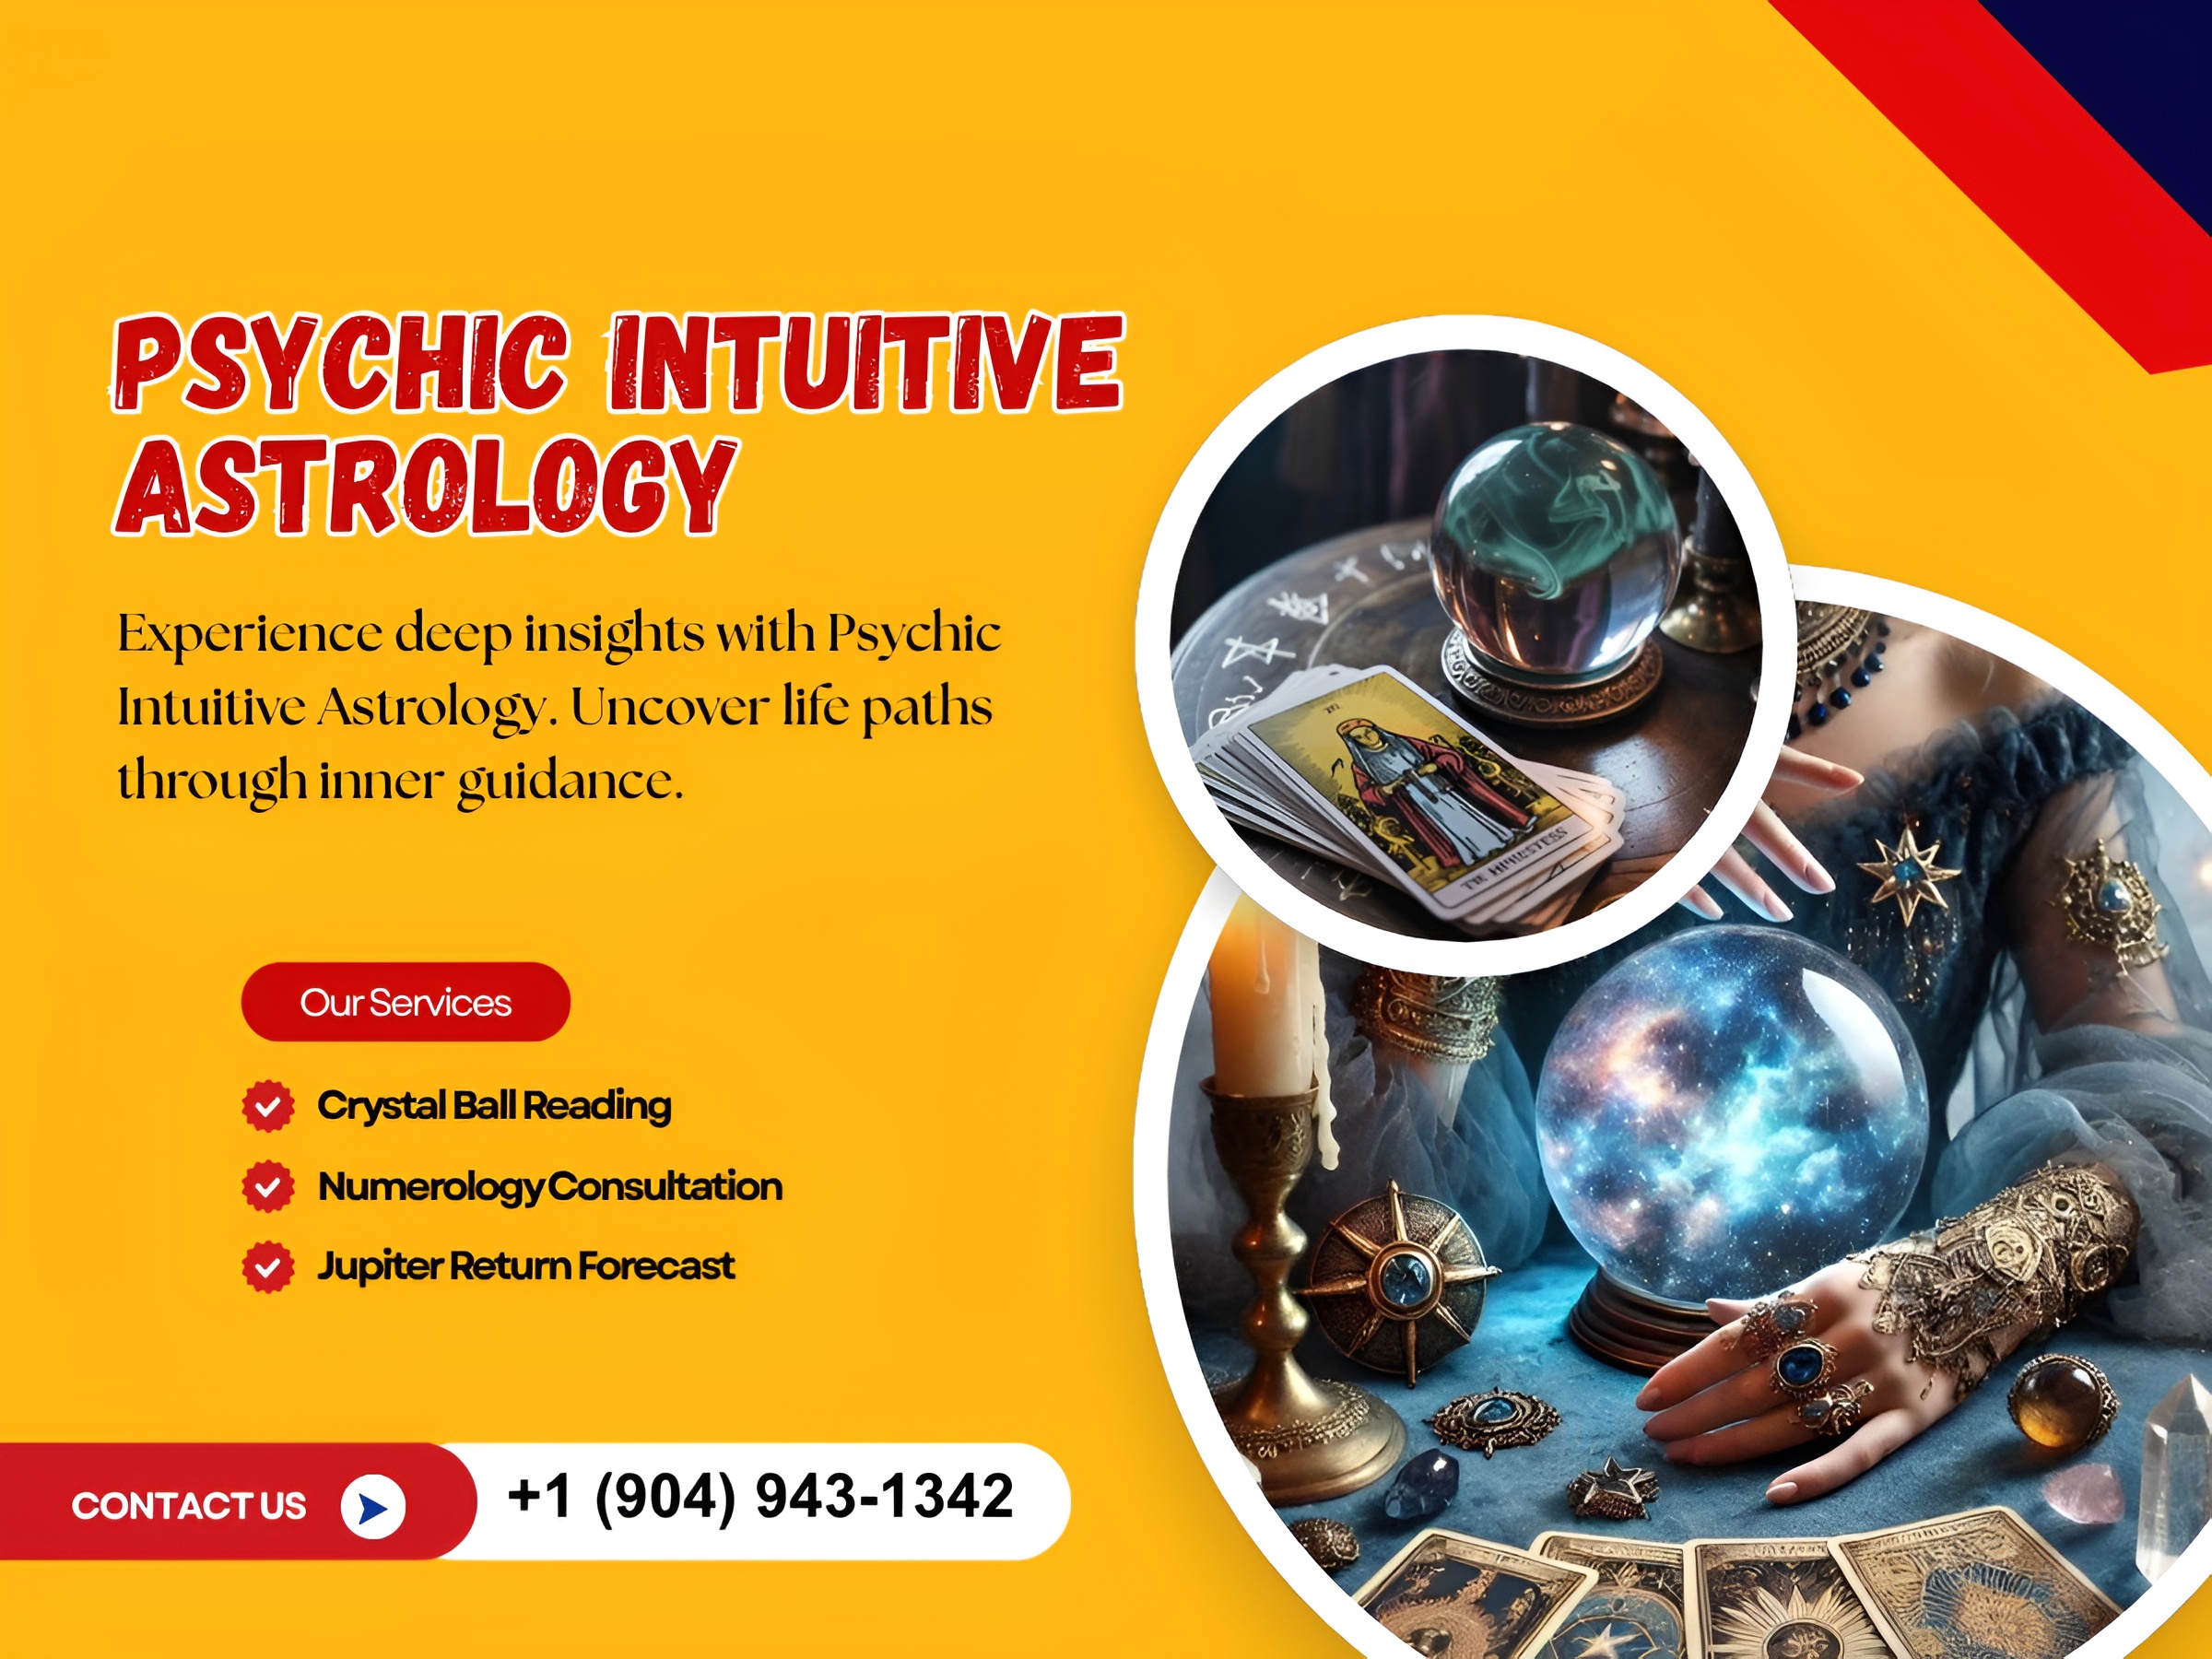 PSYCHIC INTUITIVE
ASTROLOGY
Experience deep insights with Psychic
Intuitive Astrology. Uncover life paths
through inner guidance.
Our Services
Crystal Ball Reading
Numerology Consultation
Jupiter Return Forecast
CONTACT US
+1 (904) 943-1342